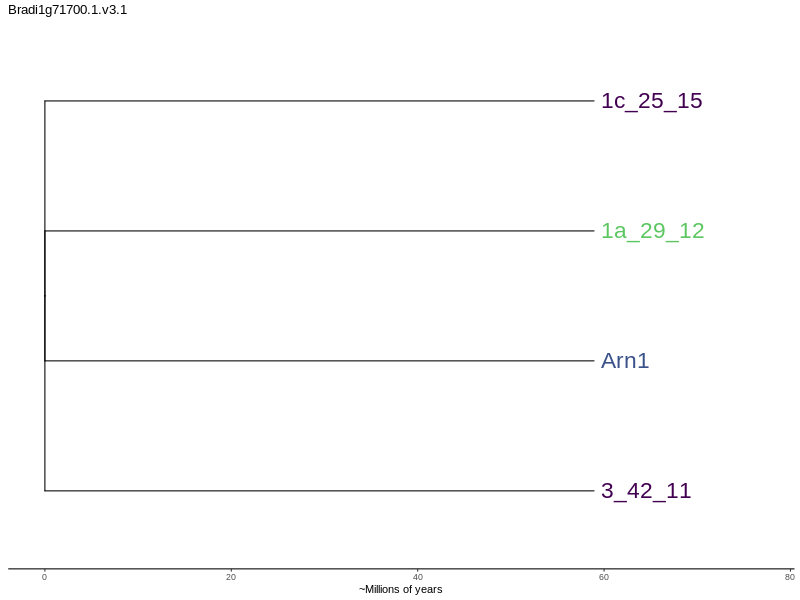 Bradi1g71700.1.v3.1
1c_25_15
1a_29_12
Arn1
3_42_11
0 20 40 60 80
~Millions of years